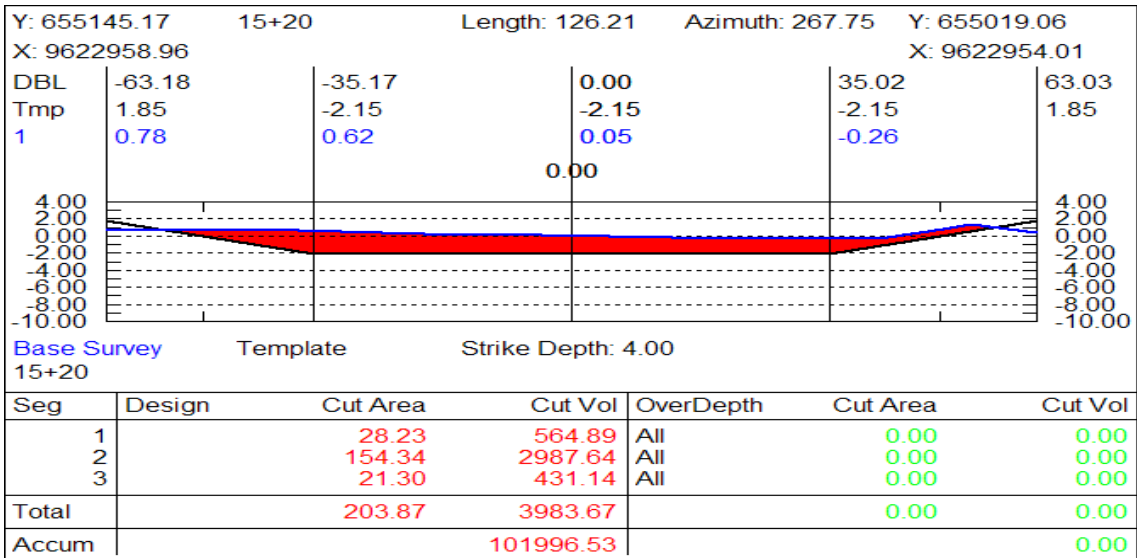 Y: 655145.17 15+20 Length: 126.21 Azimuth: 267.75 Y: 655019.06
X: 9622958.96 X: 9622954.01
DBL -63.18 -35.17 0.00 35.02 63.03
Tmp 1.85 -2.15 -2.15 -2.15 1.85
1 0.78 0.62 0.05 -0.26
0.00
4.00 4.00
2.00 2.00
0.00 0.00
-2.00 -2.00
-4.00 -4.00
-6.00 -6.00
-8.00 -8.00
-10.00 -10.00
Base Survey Template Strike Depth: 4.00
15+20
Seg Design Cut Area Cut Vol OverDepth Cut Area Cut Vol
1 28.23 564.89 All 0.00 0.00
2 154.34 2987.64 All 0.00 0.00
3 21.30 431.14 All 0.00 0.00
Total 203.87 3983.67 0.00 0.00
Accum 101996.53 0.00